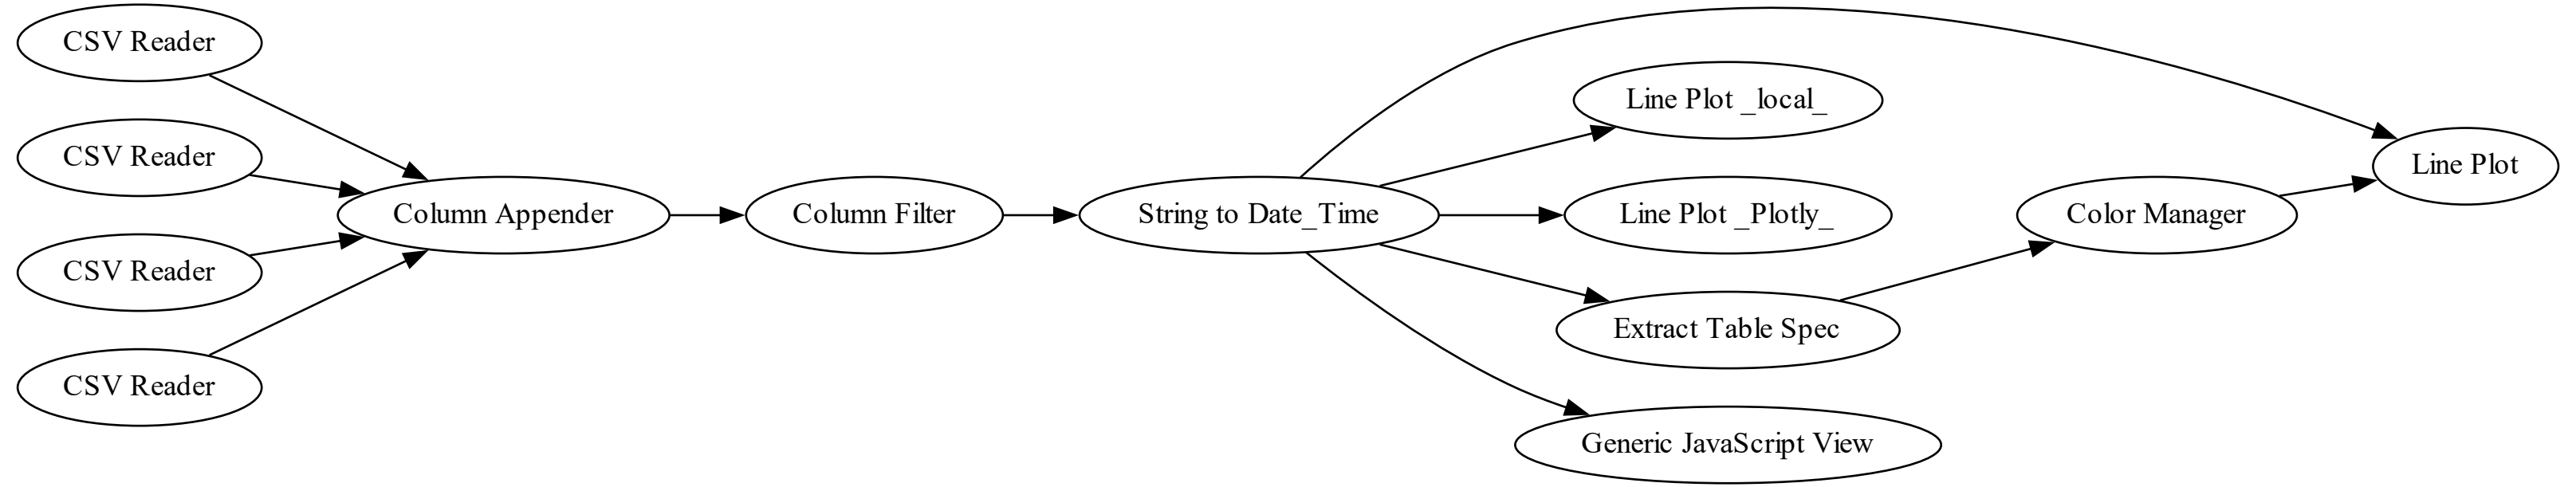 CSV Reader
CSV Reader
CSV Reader
CSV Reader
Column Appender
Column Filter
String to Date_Time
Line Plot _local_
Line Plot _Plotly_
Extract Table Spec
Generic JavaScript View
Color Manager
Line Plot